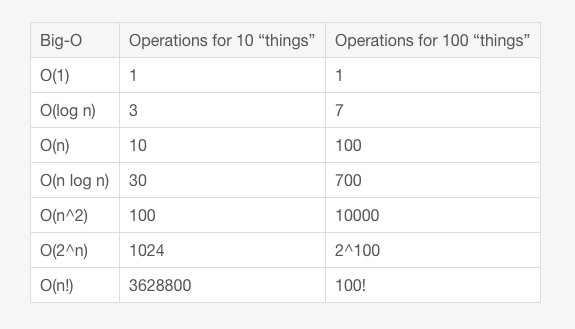 Big-O Operations for 10 “things” Operations for 100 “things”
O(1) 1 1
O(log n) 3 7
O(n) 10 100
O(n log n) 30 700
O(n^2) 100 10000
O(2^n) 1024 2^100
O(n!) 3628800 100!